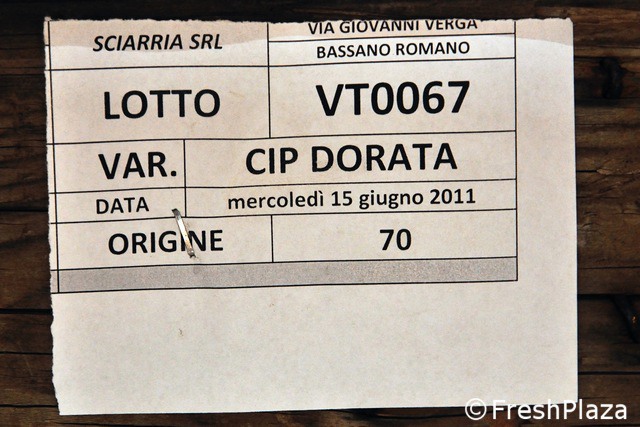 SCIARRIA SRL
VIA GIOVANNI VERGA
BASSANO ROMANO
LOTTO VT0067
VAR. CIP DORATA
DATA mercoledì 15 giugno 2011
ORIGINE 70
©FreshPlaza